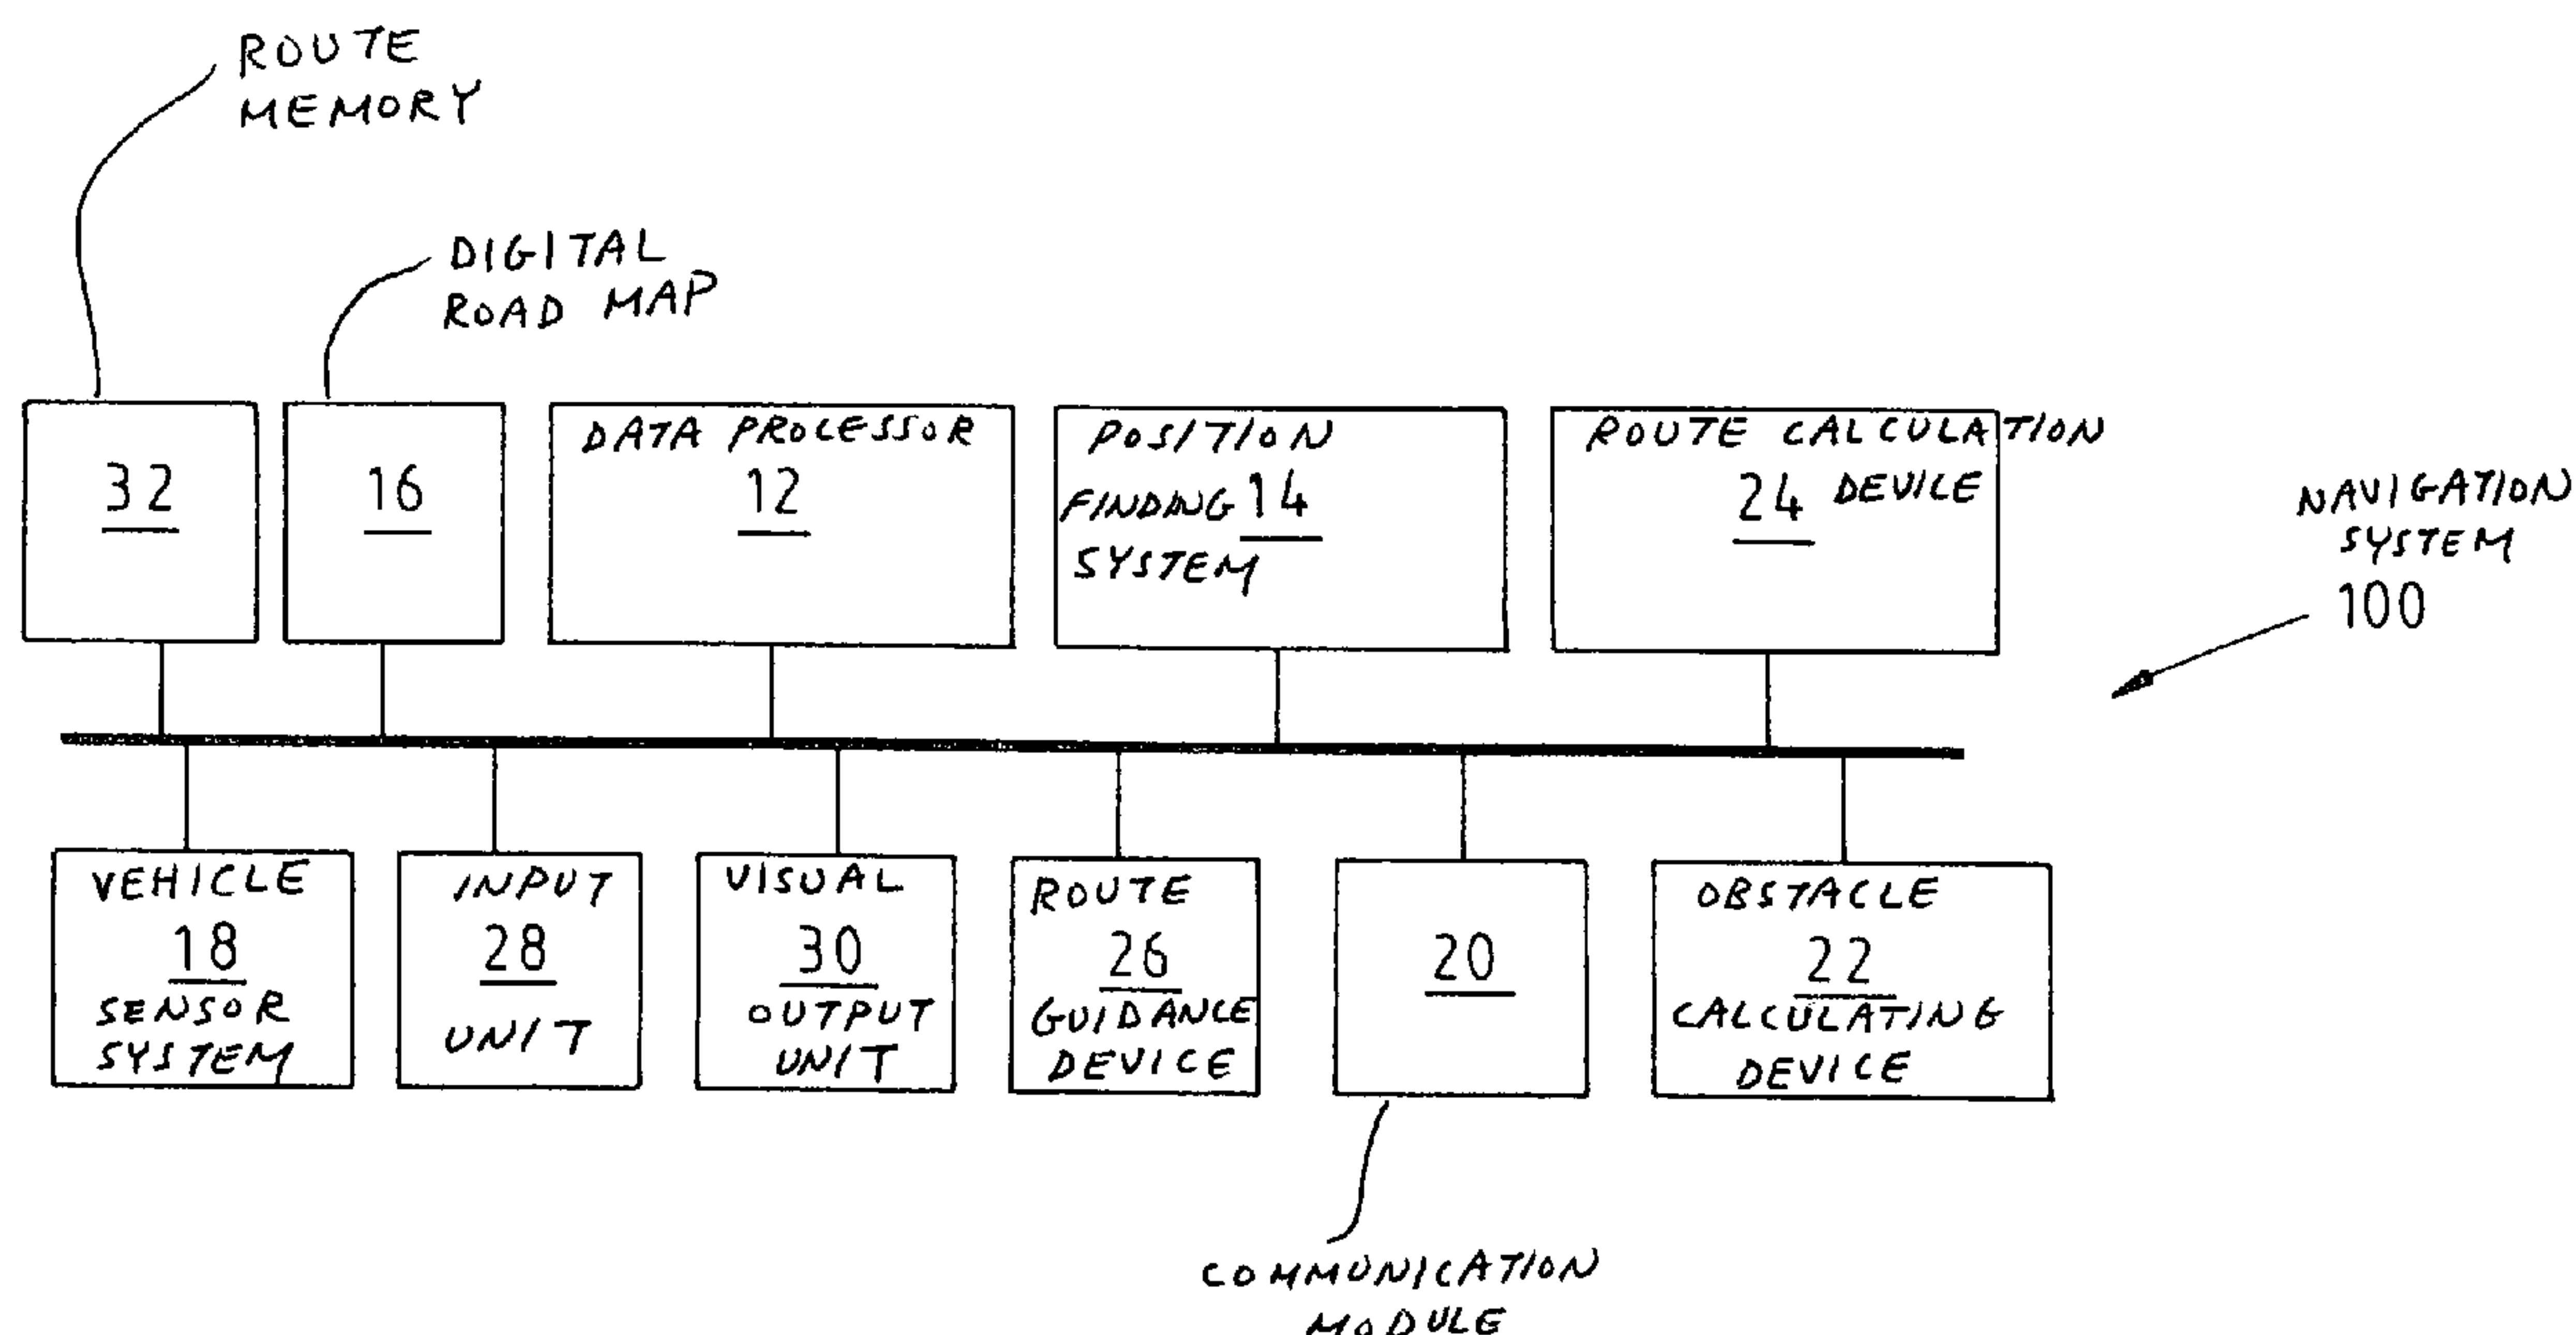 ROUTE
MEMORY
DIGITAL
ROAD MAP
32
16
DATA PROCESSOR
12
POSITION
FINDING 14
SYSTEM
ROUTE CALCULATION
24 DEVICE
NAVIGATION
SYSTEM
100
VEHICLE
18
SENSOR
SYSTEM
INPUT
28
UNIT
VISUAL
30
OUTPUT
UNIT
ROUTE
26
GUIDANCE
DEVICE
20
OBSTACLE
22
CALCULATING
DEVICE
COMMUNICATION
MODULE